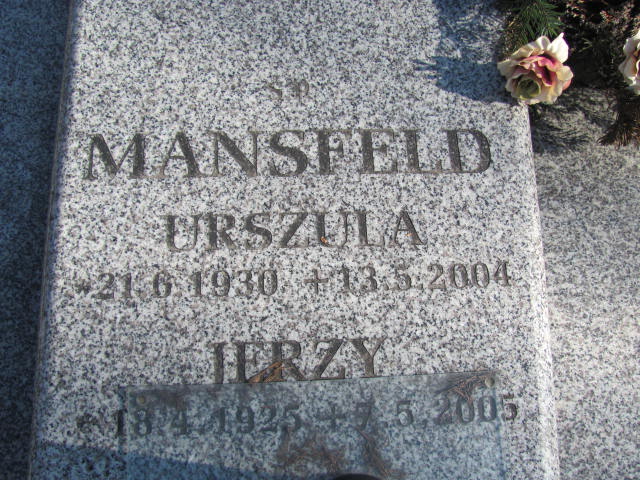 ŚP
MANSFELD
URSZULA
*21.6.1930 +13.5.2004
JERZY
*18.4.1925 +7.5.2005